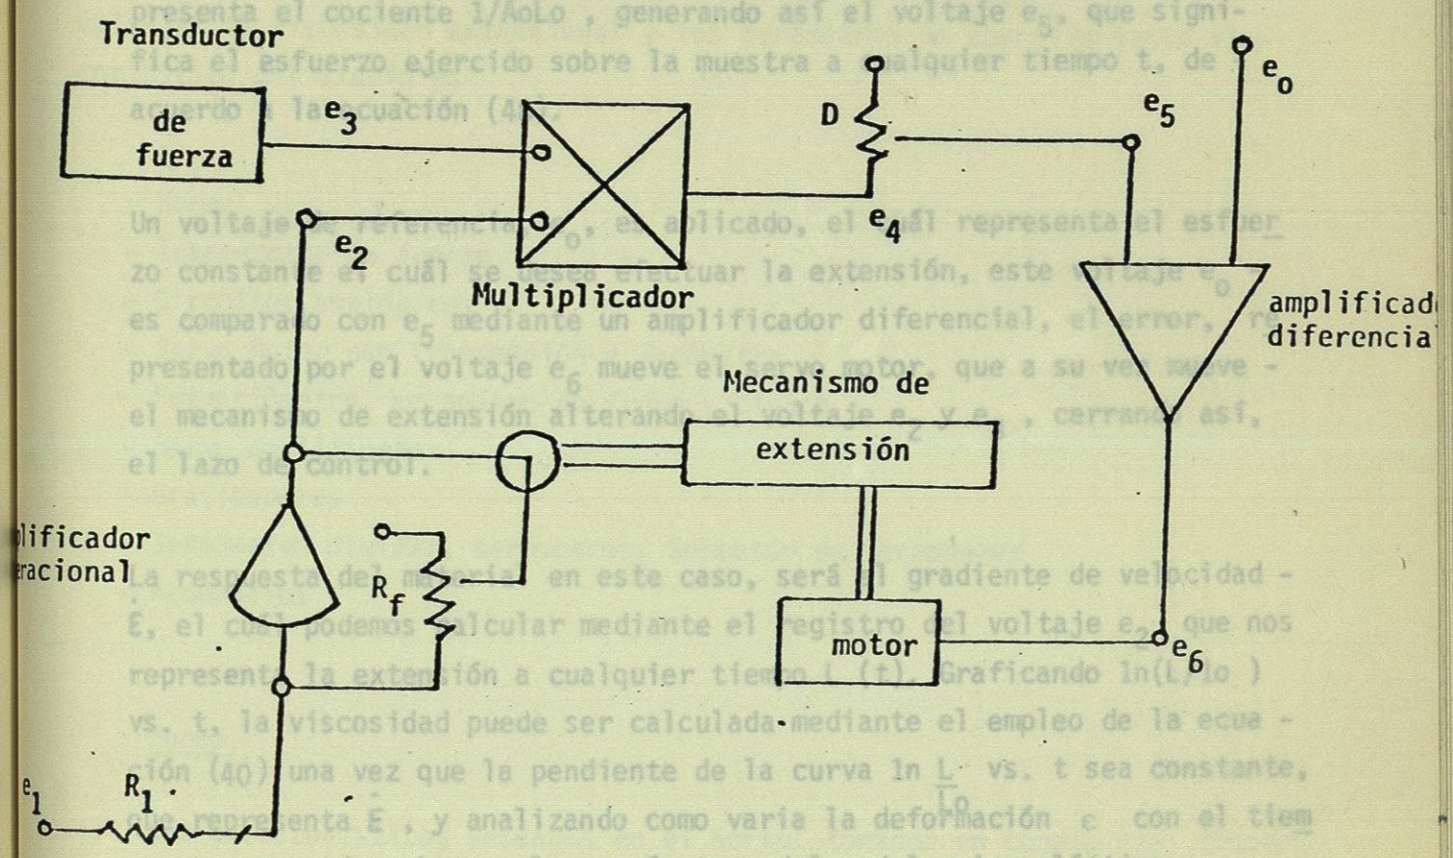 presenta el cociente 1/AoLo , generando así el voltaje e5, que signi-
Transductor
fica el esfuerzo ejercido sobre la muestra a cualquier tiempo t, de
acuerdo a la ecuación
de
fuerza
e3
D
e5
e0
e4
e2
Multiplicador
amplificad
diferencia
Un voltaje de referencia, eo, es aplicado, el cuál representa el esfuer
zo constante el cuál se desea efectuar la extensión, este voltaje eo -
es comparado con e5 mediante un amplificador diferencial, el error, re
presentado por el voltaje e6 mueve el servo motor, que a su vez mueve -
el mecanismo de extensión alterando el voltaje e2 y e3 , cerrando así,
el lazo de control.
Mecanismo de
extensión
lificador
eracional
Rf
motor
e6
La respuesta del material en este caso, será el gradiente de velocidad -
Ė, el cuál podemos calcular mediante el registro del voltaje e2, que nos
representa la extensión a cualquier tiempo L (t). Graficando ln(L/lo )
vs. t, la viscosidad puede ser calculada mediante el empleo de la ecua -
ción (40) una vez que la pendiente de la curva ln L/Lo vs. t sea constante,
que representa Ė , y analizando como varia la deformación ε con el tiem
e1
R1